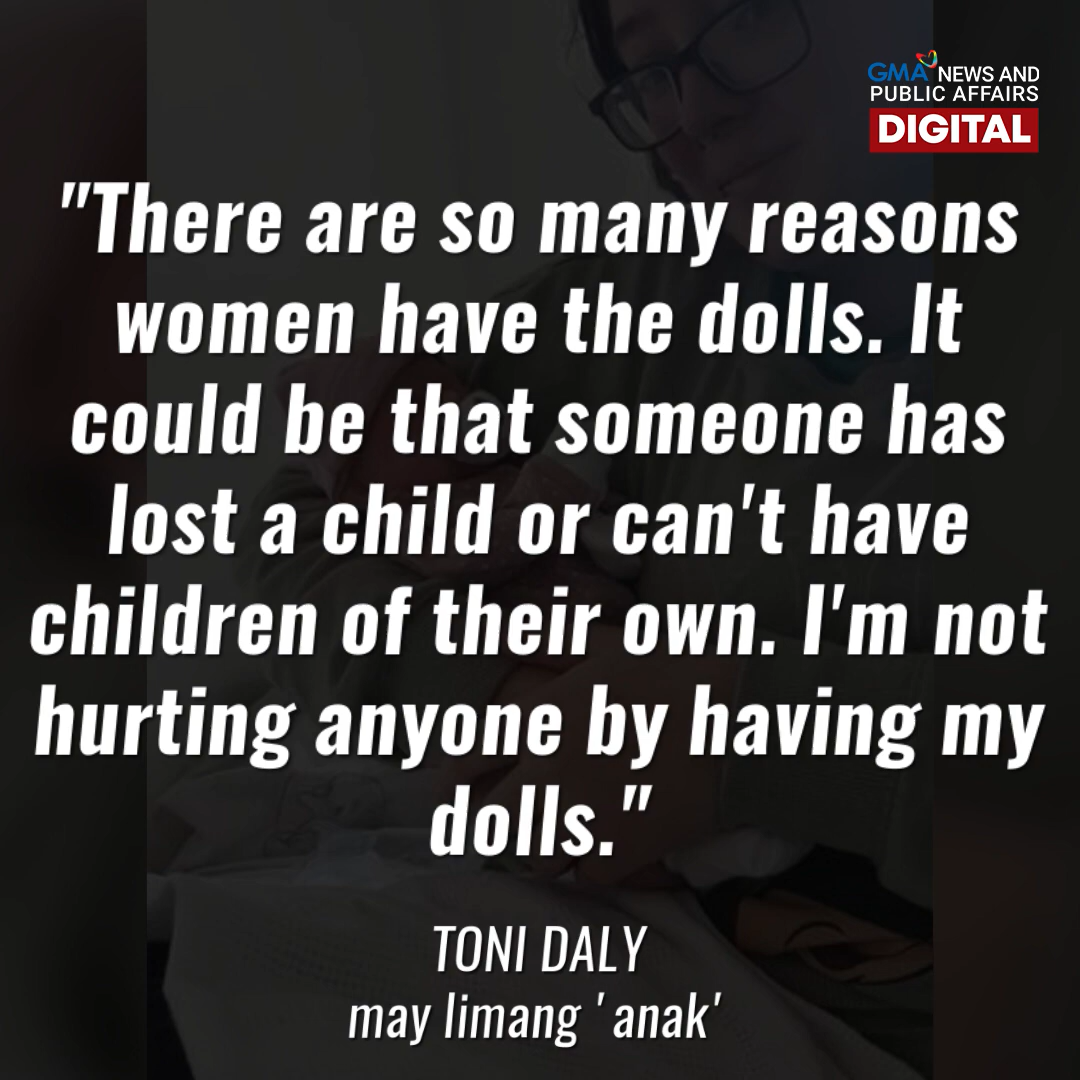 GMA NEWS AND
PUBLIC AFFAIRS
DIGITAL
"There are so many reasons
women have the dolls. It
could be that someone has
lost a child or can't have
children of their own. I'm not
hurting anyone by having my
dolls."
TONI DALY
may limang 'anak'